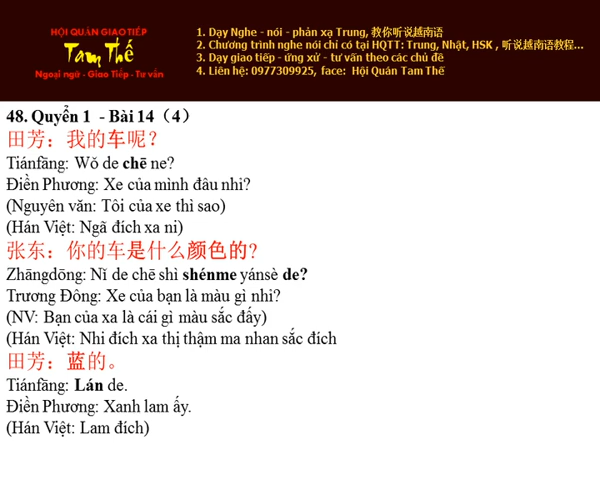 HỘI QUÁN GIAO TIẾP
Tam Thế
Ngoại ngữ - Giao Tiếp - Tư vấn
1. Dạy Nghe - nói - phản xạ Trung, 教你听说越南语
2. Chương trình nghe nói chỉ có tại HQTT: Trung, Nhật, HSK , 听说越南语教程...
3. Dạy giao tiếp - ứng xử - tư vấn theo các chủ đề
4. Liên hệ: 0977309925, face: Hội Quán Tam Thế
48. Quyển 1 - Bài 14（4）
田芳：我的车呢？
Tiánfāng: Wǒ de chē ne?
Điền Phương: Xe của mình đâu nhỉ?
(Nguyên văn: Tôi của xe thì sao)
(Hán Việt: Ngã đích xa ni)
张东：你的车是什么颜色的?
Zhāngdōng: Nǐ de chē shì shénme yánsè de?
Trương Đông: Xe của bạn là màu gì nhỉ?
(NV: Bạn của xa là cái gì màu sắc đấy)
(Hán Việt: Nhi đích xa thị thậm ma nhan sắc đích
田芳：蓝的。
Tiánfāng: Lán de.
Điền Phương: Xanh lam ấy.
(Hán Việt: Lam đích)